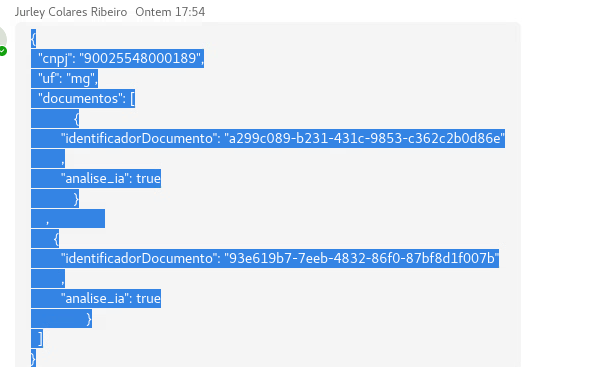 Jurley Colares Ribeiro Ontem 17:54
{
"cnpj": "90025548000189",
"uf": "mg",
"documentos": [
{
"identificadorDocumento": "a299c089-b231-431c-9853-c362c2b0d86e"
,
"analise_ia": true
}
,
{
"identificadorDocumento": "93e619b7-7eeb-4832-86f0-87bf8d1f007b"
,
"analise_ia": true
}
]
}